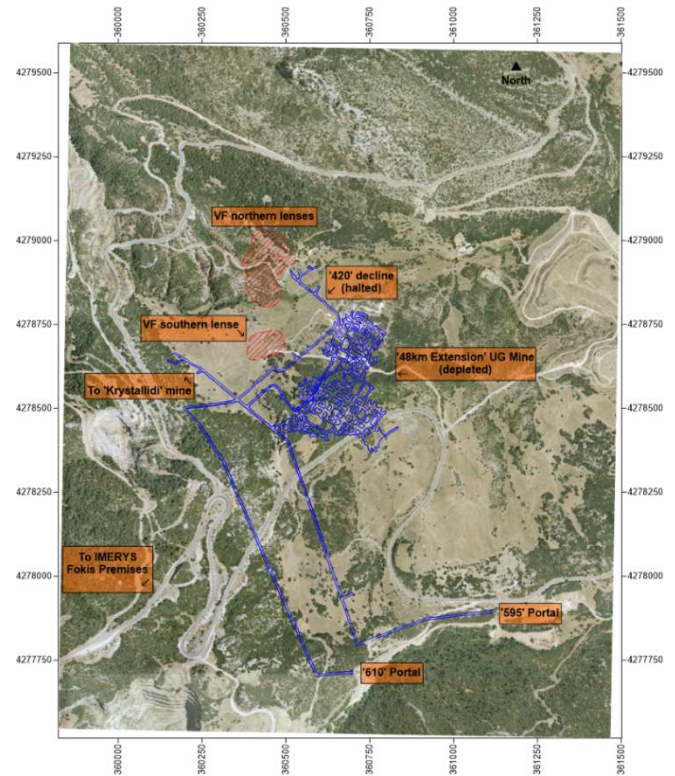 360000 360250 360500 360750 361000 361250 361500
4279500 4279500
North
4279250 4279250
VF northern lenses
4279000 4279000
'420' decline
(halted)
4278750 4278750
VF southern lense
'48km Extension' UG Mine
(depleted)
To 'Krystallidi' mine
4278500 4278500
4278250 4278250
To IMERYS
Fokis Premises
4278000 4278000
'595' Portal
4277750 4277750
'610' Portal
360000 360250 360500 360750 361000 361250 361500